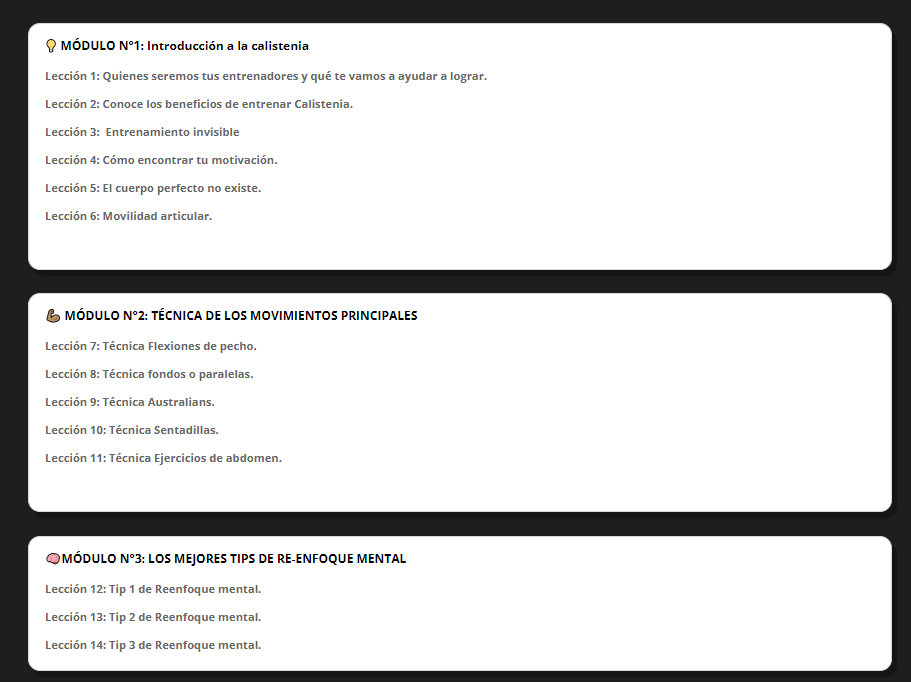 MÓDULO N°1: Introducción a la calistenia
Lección 1: Quienes seremos tus entrenadores y qué te vamos a ayudar a lograr.
Lección 2: Conoce los beneficios de entrenar Calistenia.
Lección 3:  Entrenamiento invisible
Lección 4: Cómo encontrar tu motivación.
Lección 5: El cuerpo perfecto no existe.
Lección 6: Movilidad articular.
MÓDULO N°2: TÉCNICA DE LOS MOVIMIENTOS PRINCIPALES
Lección 7: Técnica Flexiones de pecho.
Lección 8: Técnica fondos o paralelas.
Lección 9: Técnica Australians.
Lección 10: Técnica Sentadillas.
Lección 11: Técnica Ejercicios de abdomen.
MÓDULO N°3: LOS MEJORES TIPS DE RE-ENFOQUE MENTAL
Lección 12: Tip 1 de Reenfoque mental.
Lección 13: Tip 2 de Reenfoque mental.
Lección 14: Tip 3 de Reenfoque mental.